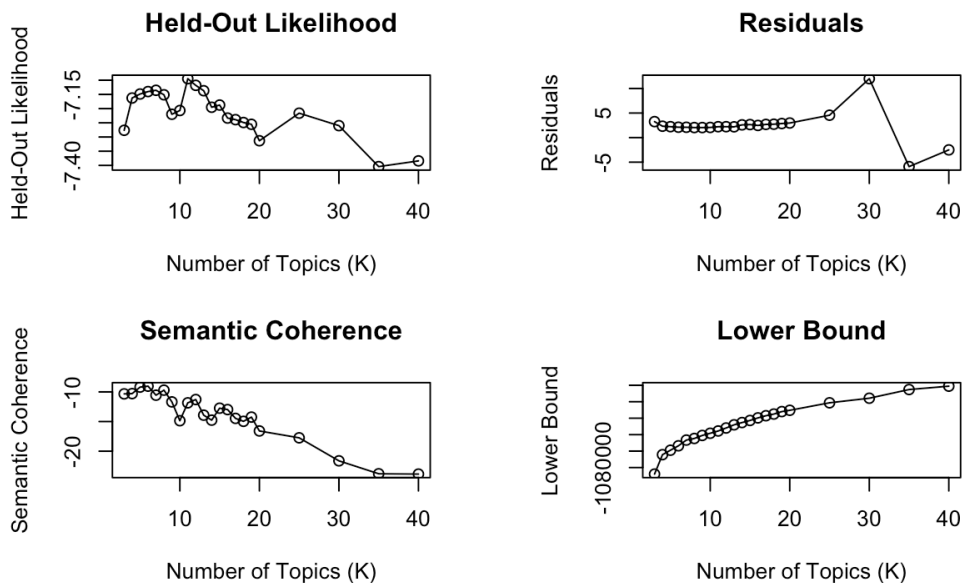 Held-Out Likelihood
Held-Out Likelihood
-7.15
-7.40
10 20 30 40
Number of Topics (K)
Residuals
Residuals
5
-5
10 20 30 40
Number of Topics (K)
Semantic Coherence
Semantic Coherence
-10
-20
10 20 30 40
Number of Topics (K)
Lower Bound
Lower Bound
-1080000
10 20 30 40
Number of Topics (K)